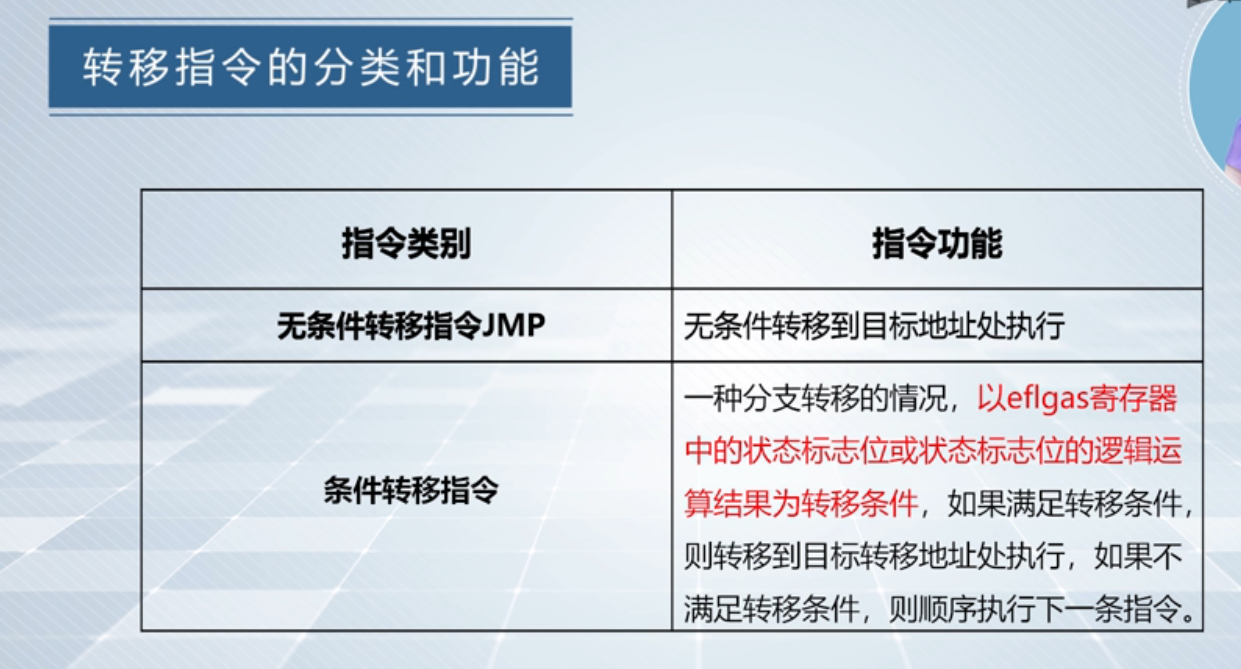 转移指令的分类和功能
指令类别
指令功能
无条件转移指令JMP
无条件转移到目标地址处执行
条件转移指令
一种分支转移的情况，以eflgas寄存器
中的状态标志位或状态标志位的逻辑运
算结果为转移条件，如果满足转移条件，
则转移到目标转移地址处执行，如果不
满足转移条件，则顺序执行下一条指令。